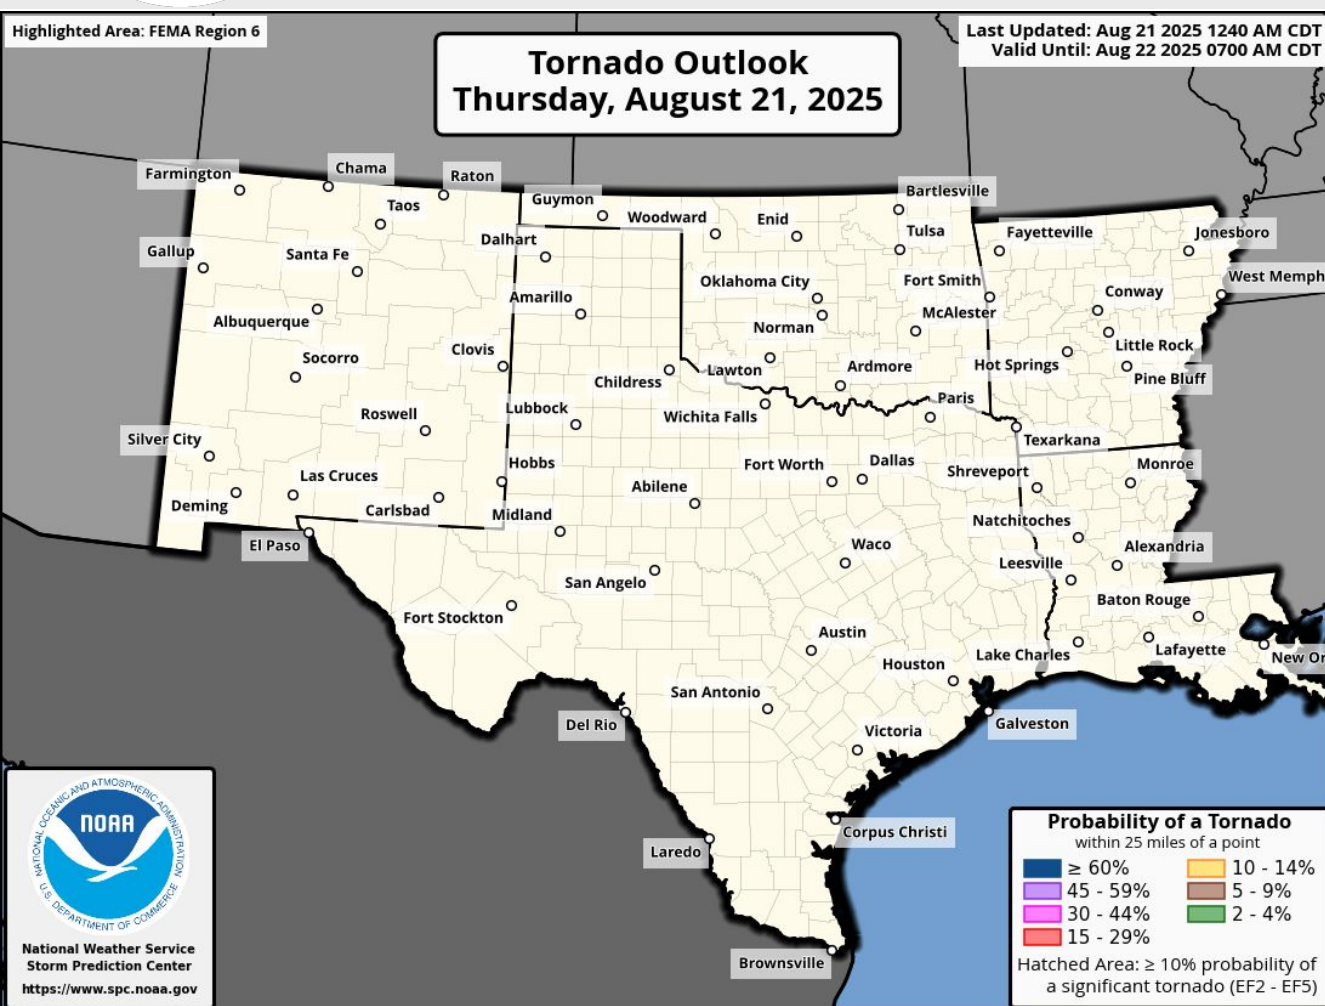 Highlighted Area: FEMA Region 6
Last Updated: Aug 21 2025 1240 AM CDT
Valid Until: Aug 22 2025 0700 AM CDT
Tornado Outlook
Thursday, August 21, 2025
Farmington
Chama
Raton
Taos
Guymon
Woodward
Enid
Bartlesville
Tulsa
Fayetteville
Jonesboro
Gallup
Santa Fe
Dalhart
Oklahoma City
Fort Smith
Conway
West Memph
Albuquerque
Amarillo
Norman
McAlester
Little Rock
Socorro
Clovis
Childress
Lawton
Ardmore
Hot Springs
Pine Bluff
Roswell
Lubbock
Wichita Falls
Paris
Texarkana
Silver City
Las Cruces
Hobbs
Fort Worth
Dallas
Shreveport
Monroe
Deming
Carlsbad
Midland
Abilene
Natchitoches
El Paso
Waco
Leesville
Alexandria
San Angelo
Baton Rouge
Fort Stockton
Austin
Houston
Lake Charles
Lafayette
New Or
San Antonio
Del Rio
Victoria
Galveston
Laredo
Corpus Christi
Brownsville
NATIONAL OCEANIC AND ATMOSPHERIC ADMINISTRATION
NOAA
U.S. DEPARTMENT OF COMMERCE
National Weather Service
Storm Prediction Center
https://www.spc.noaa.gov
Probability of a Tornado
within 25 miles of a point
≥ 60%
10 - 14%
45 - 59%
5 - 9%
30 - 44%
2 - 4%
15 - 29%
Hatched Area: ≥ 10% probability of
a significant tornado (EF2 - EF5)